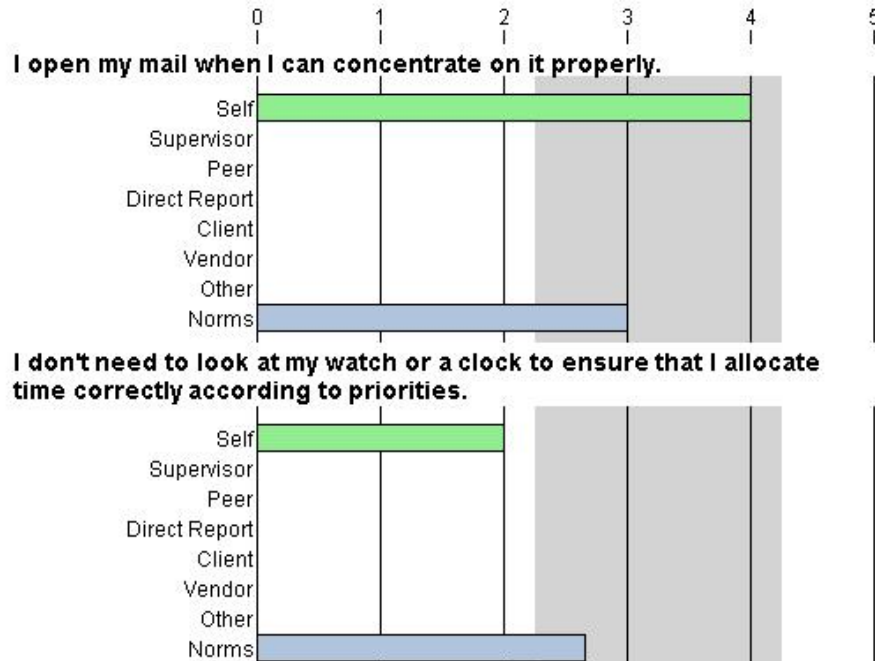 0 1 2 3 4 5
I open my mail when I can concentrate on it properly.
Self
Supervisor
Peer
Direct Report
Client
Vendor
Other
Norms
I don't need to look at my watch or a clock to ensure that I allocate
time correctly according to priorities.
Self
Supervisor
Peer
Direct Report
Client
Vendor
Other
Norms